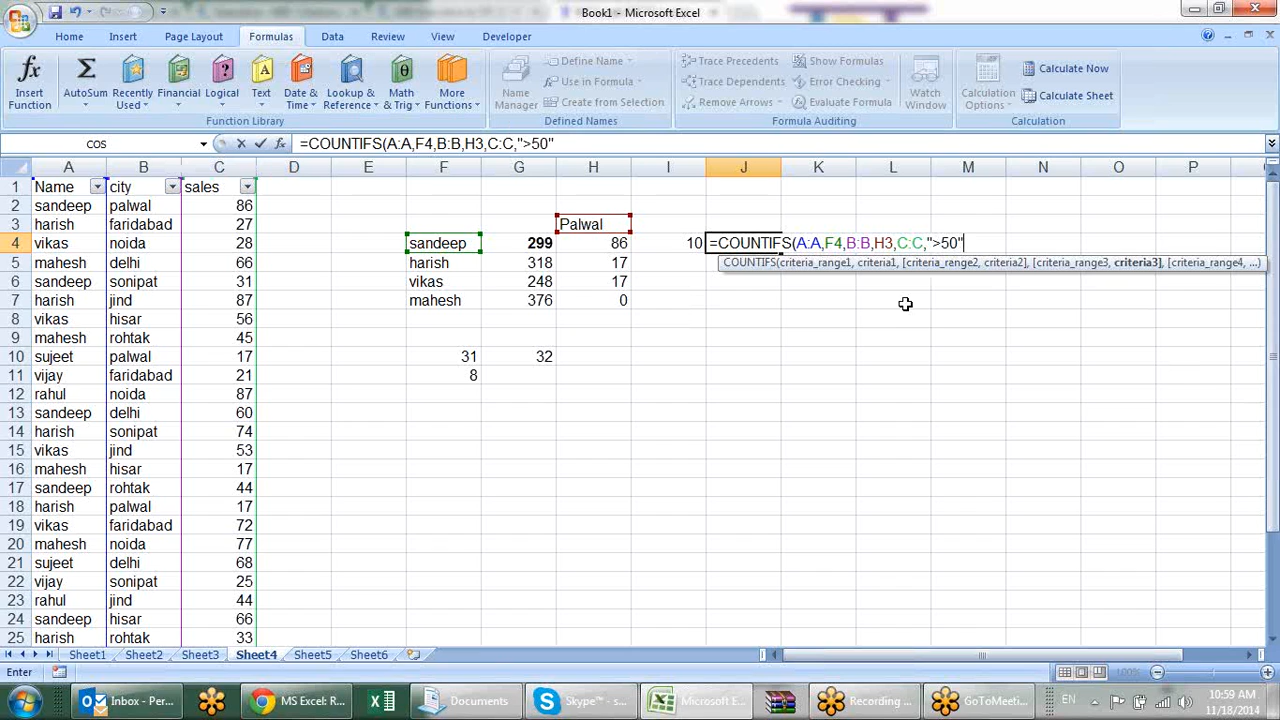 Book1 - Microsoft Excel
Home Insert Page Layout Formulas Data Review View Developer
Insert Function
AutoSum
Recently Used
Financial
Logical
Text
Date & Time
Lookup & Reference
Math & Trig
More Functions
Function Library
Name Manager
Define Name
Use in Formula
Create from Selection
Defined Names
Trace Precedents
Trace Dependents
Remove Arrows
Show Formulas
Error Checking
Evaluate Formula
Formula Auditing
Watch Window
Calculation Options
Calculate Now
Calculate Sheet
Calculation
COS fx =COUNTIFS(A:A,F4,B:B,H3,C:C,">50"
A B C D E F G H I J K L M N O P
1 Name city sales
2 sandeep palwal 86
3 harish faridabad 27 Palwal
4 vikas noida 28 sandeep 299 86 10 =COUNTIFS(A:A,F4,B:B,H3,C:C,">50"
5 mahesh delhi 66 harish 318 17 COUNTIFS(criteria_range1, criteria1, [criteria_range2, criteria2], [criteria_range3, criteria3], [criteria_range4, ...)
6 sandeep sonipat 31 vikas 248 17
7 harish jind 87 mahesh 376 0
8 vikas hisar 56
9 mahesh rohtak 45
10 sujeet palwal 17 31 32
11 vijay faridabad 21 8
12 rahul noida 87
13 sandeep delhi 60
14 harish sonipat 74
15 vikas jind 53
16 mahesh hisar 17
17 sandeep rohtak 44
18 harish palwal 17
19 vikas faridabad 72
20 mahesh noida 77
21 sujeet delhi 68
22 vijay sonipat 25
23 rahul jind 44
24 sandeep hisar 66
25 harish rohtak 33
Sheet1 Sheet2 Sheet3 Sheet4 Sheet5 Sheet6
Enter 100%
Inbox - Per... MS Excel: R... Documents Skype™ - s... Microsoft E... Recording ... GoToMeeti... EN 10:59 AM
11/18/2014